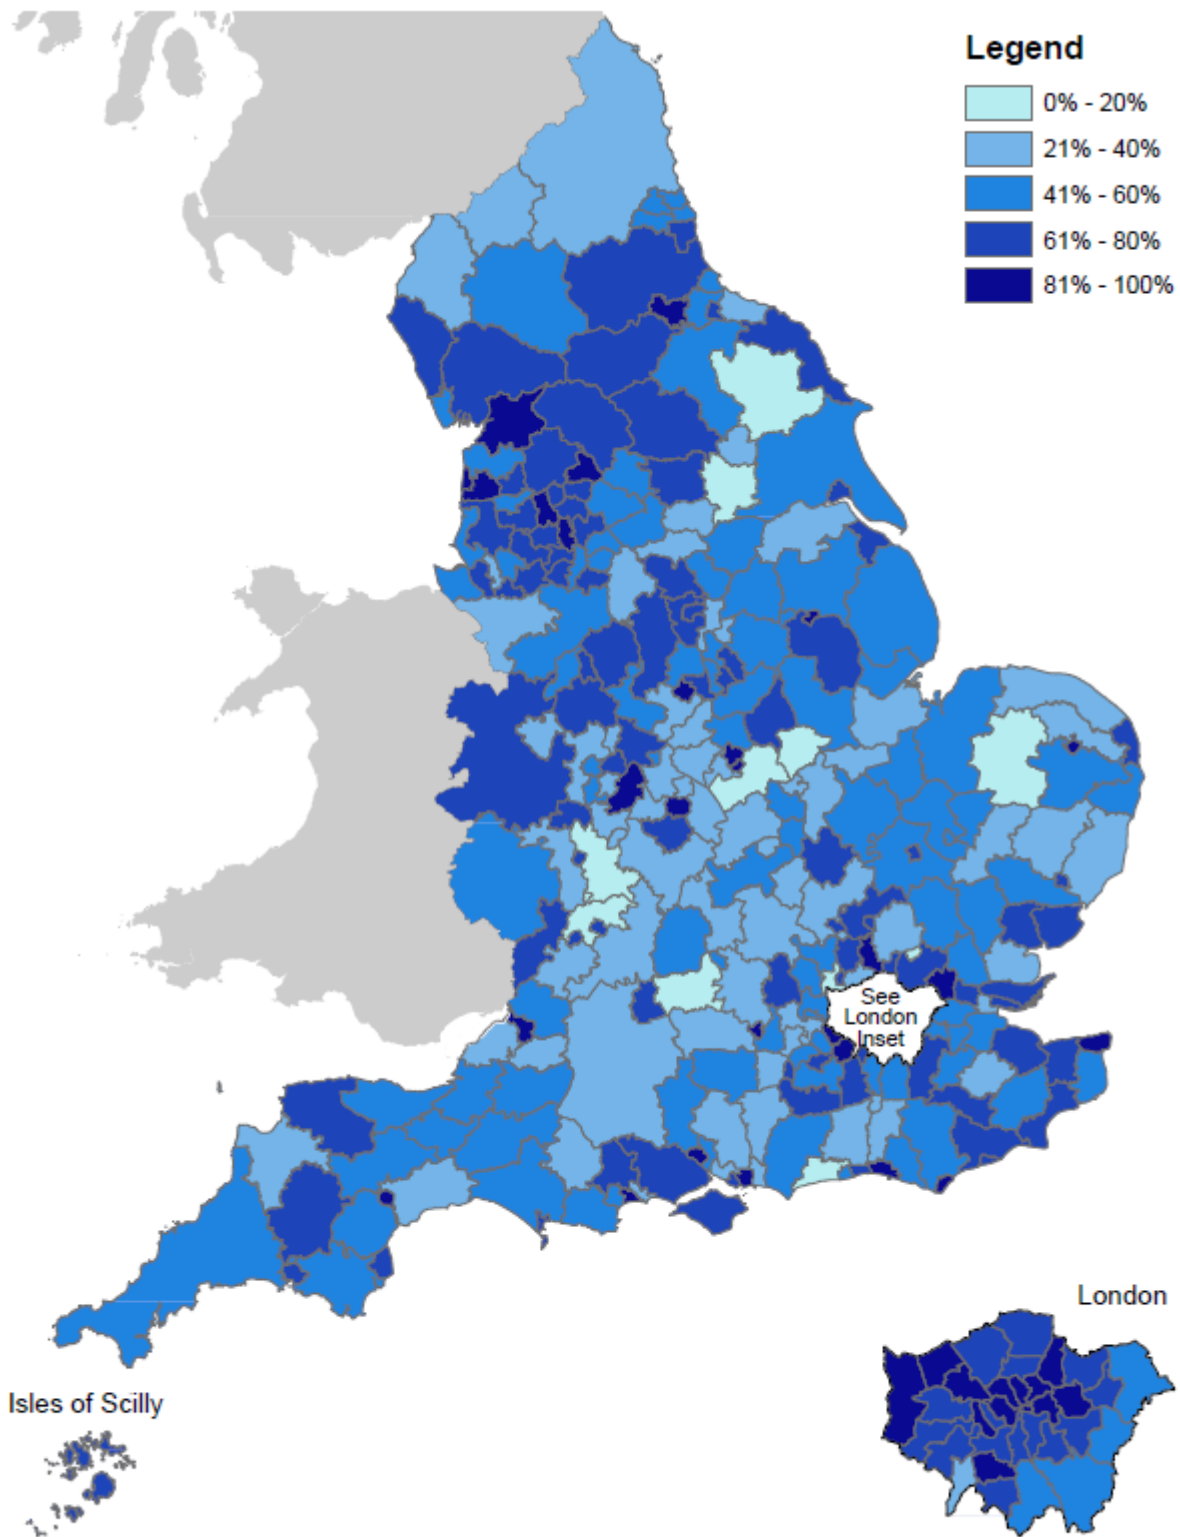 Legend
0% - 20%
21% - 40%
41% - 60%
61% - 80%
81% - 100%
See
London
Inset
London
Isles of Scilly